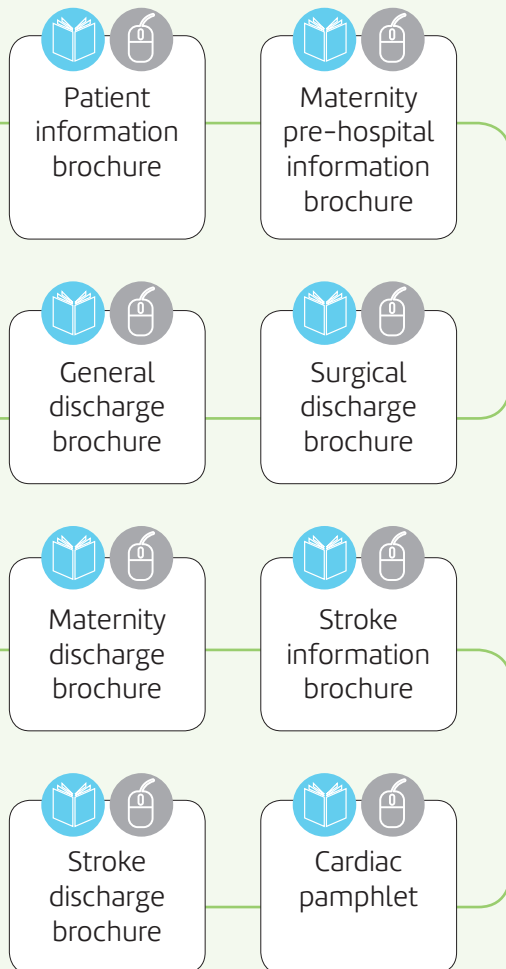 Patient
information
brochure
Maternity
pre-hospital
information
brochure
General
discharge
brochure
Surgical
discharge
brochure
Maternity
discharge
brochure
Stroke
information
brochure
Stroke
discharge
brochure
Cardiac
pamphlet